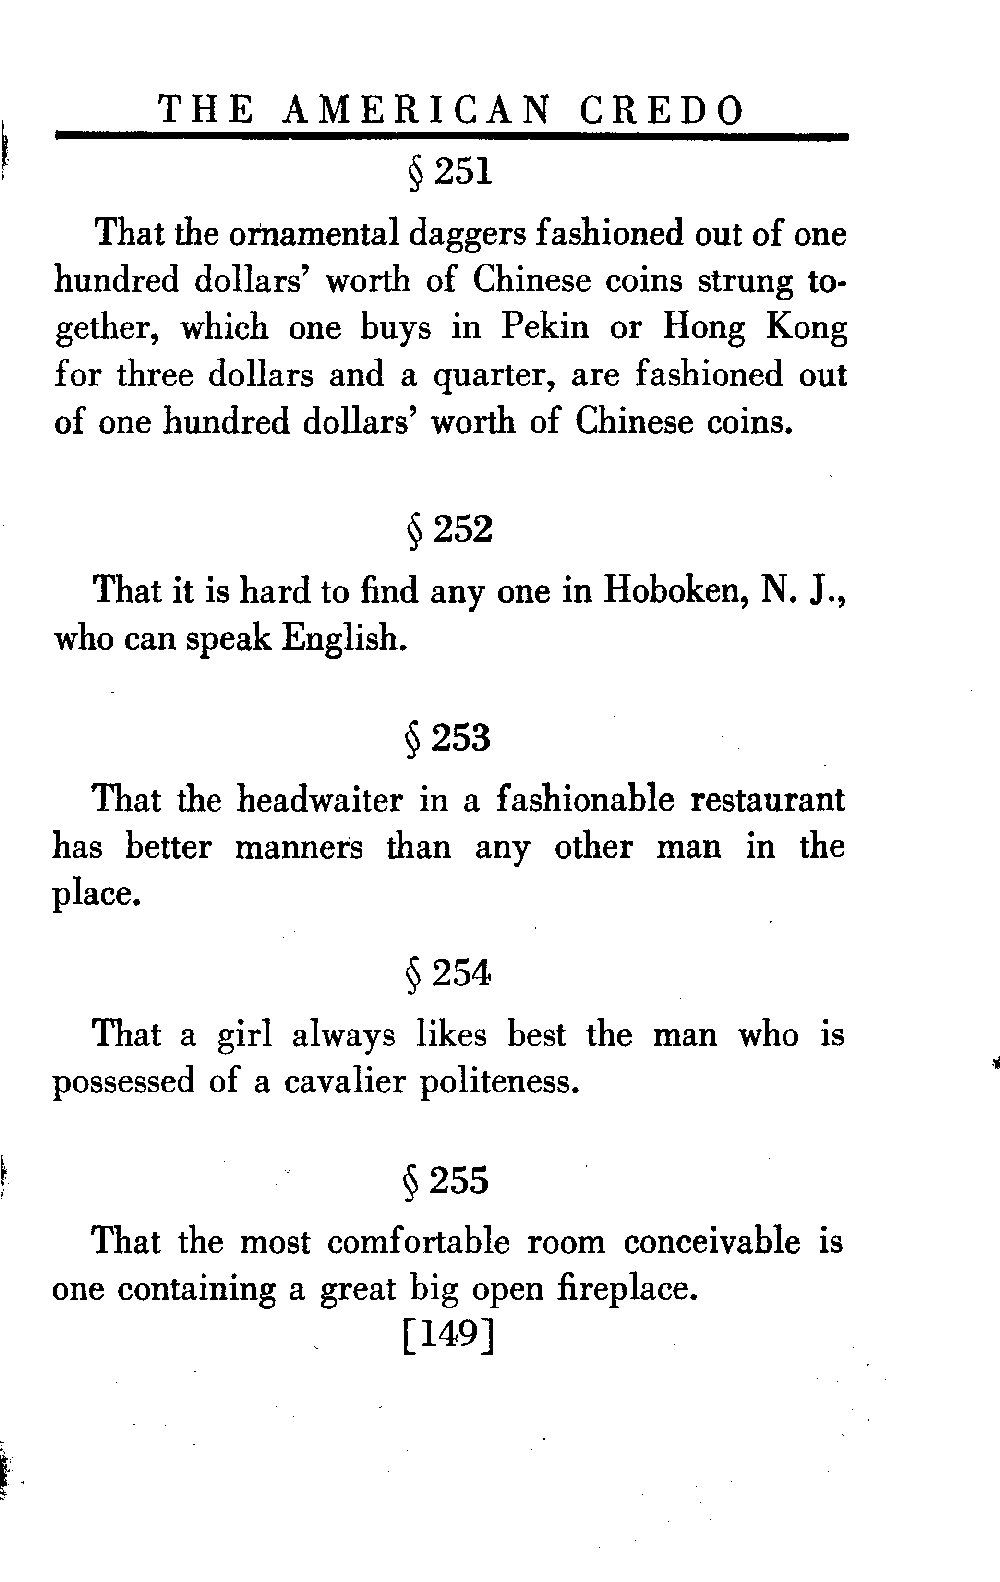 THE AMERICAN CREDO
§ 251
That the ornamental daggers fashioned out of one
hundred dollars’ worth of Chinese coins strung to-
gether, which one buys in Pekin or Hong Kong
for three dollars and a quarter, are fashioned out
of one hundred dollars’ worth of Chinese coins.
§ 252
That it is hard to find any one in Hoboken, N. J.,
who can speak English.
§ 253
That the headwaiter in a fashionable restaurant
has better manners than any other man in the
place.
§ 254
That a girl always likes best the man who is
possessed of a cavalier politeness.
§ 255
That the most comfortable room conceivable is
one containing a great big open fireplace.
[149]